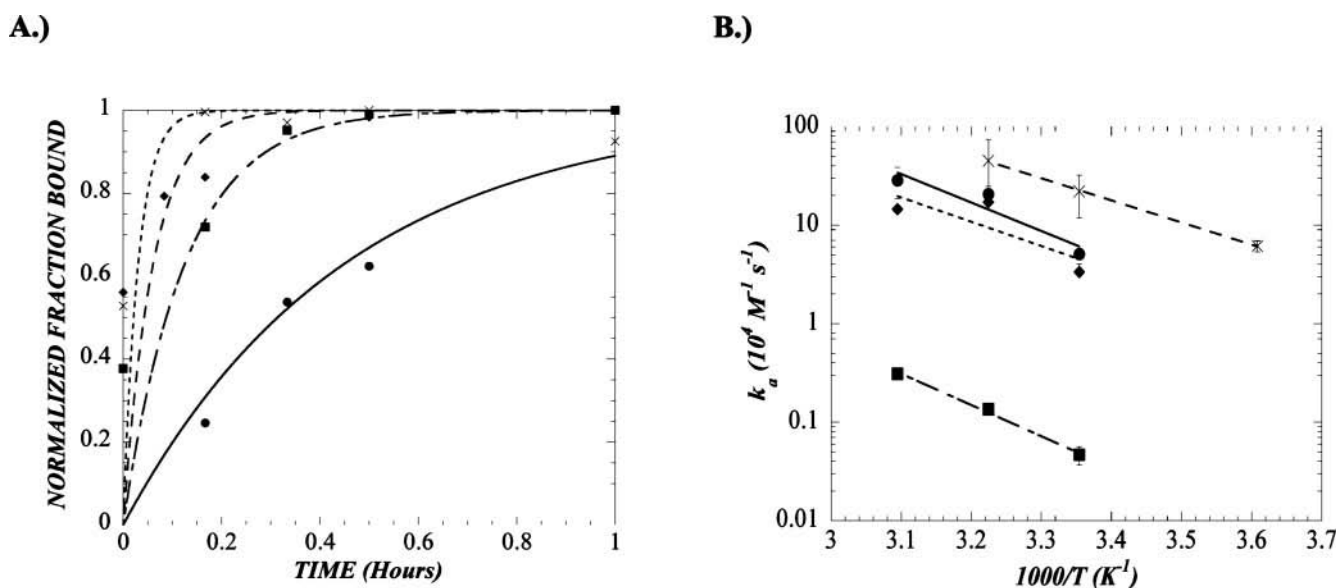 A.)
B.)
NORMALIZED FRACTION BOUND
1
0.8
0.6
0.4
0.2
0
0 0.2 0.4 0.6 0.8 1
TIME (Hours)
k_a (10^4 M^-1 s^-1)
100
10
1
0.1
0.01
3 3.1 3.2 3.3 3.4 3.5 3.6 3.7
1000/T (K^-1)